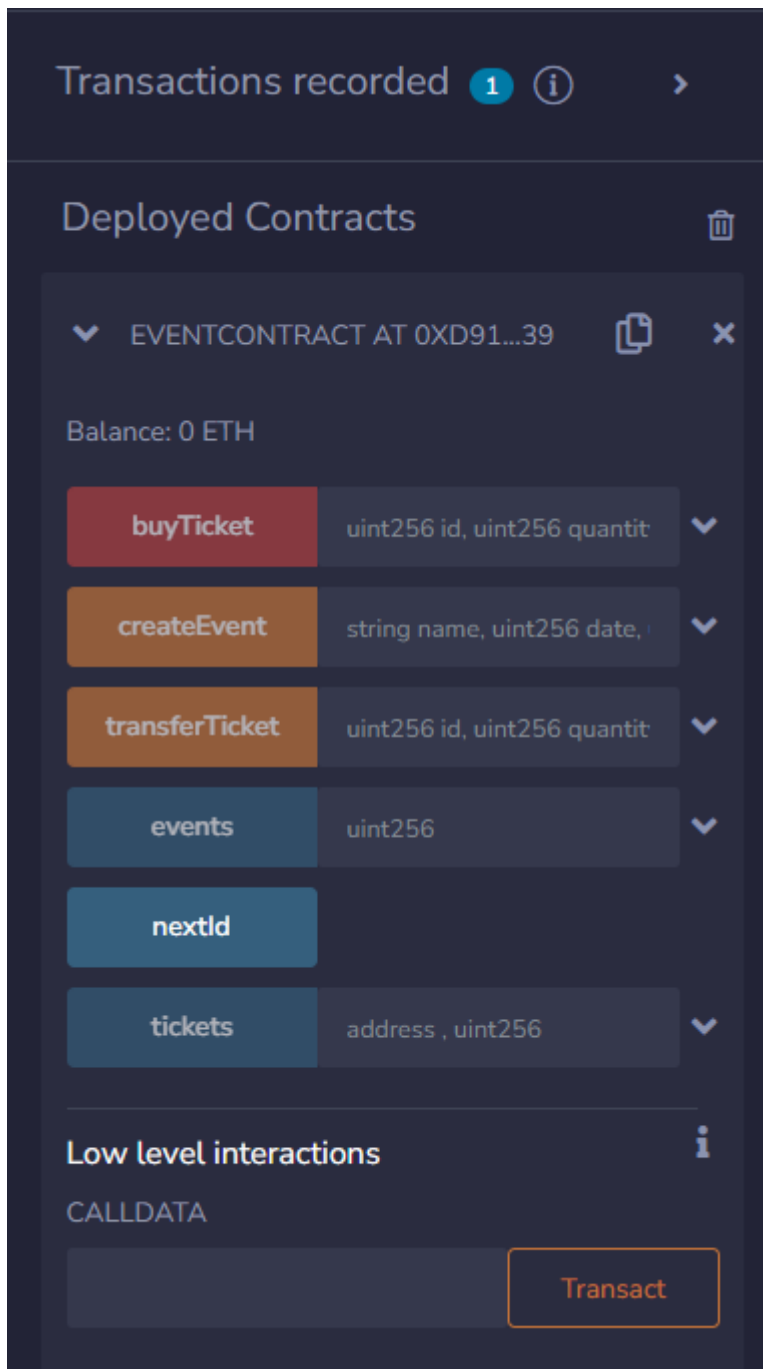 Transactions recorded 1 i
Deployed Contracts
EVENTCONTRACT AT 0XD91...39
Balance: 0 ETH
buyTicket uint256 id, uint256 quantit
createEvent string name, uint256 date,
transferTicket uint256 id, uint256 quantity
events uint256
nextId
tickets address , uint256
Low level interactions i
CALLDATA
Transact